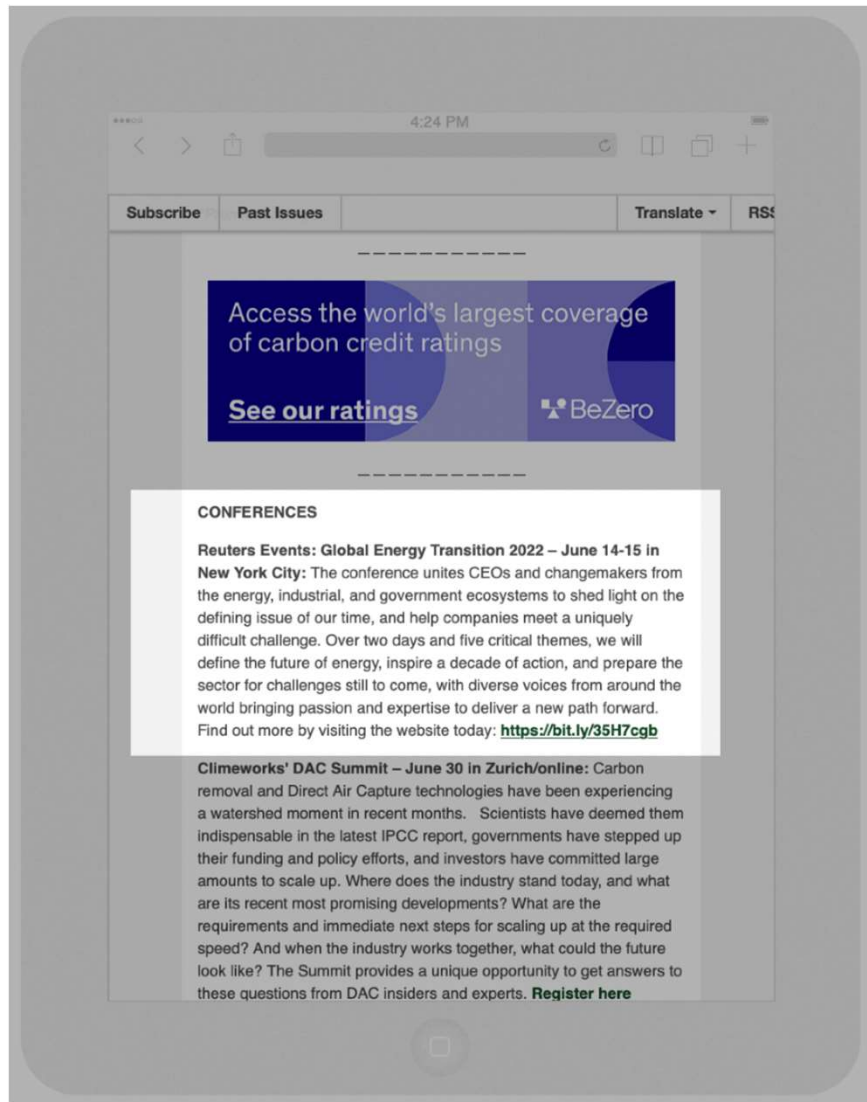 4:24 PM
Subscribe
Past Issues
Translate
RSS
___________
Access the world's largest coverage
of carbon credit ratings
See our ratings
BeZero
___________
CONFERENCES
Reuters Events: Global Energy Transition 2022 – June 14-15 in
New York City: The conference unites CEOs and changemakers from
the energy, industrial, and government ecosystems to shed light on the
defining issue of our time, and help companies meet a uniquely
difficult challenge. Over two days and five critical themes, we will
define the future of energy, inspire a decade of action, and prepare the
sector for challenges still to come, with diverse voices from around the
world bringing passion and expertise to deliver a new path forward.
Find out more by visiting the website today: https://bit.ly/35H7cgb
Climeworks' DAC Summit – June 30 in Zurich/online: Carbon
removal and Direct Air Capture technologies have been experiencing
a watershed moment in recent months. Scientists have deemed them
indispensable in the latest IPCC report, governments have stepped up
their funding and policy efforts, and investors have committed large
amounts to scale up. Where does the industry stand today, and what
are its recent most promising developments? What are the
requirements and immediate next steps for scaling up at the required
speed? And when the industry works together, what could the future
look like? The Summit provides a unique opportunity to get answers to
these questions from DAC insiders and experts. Register here